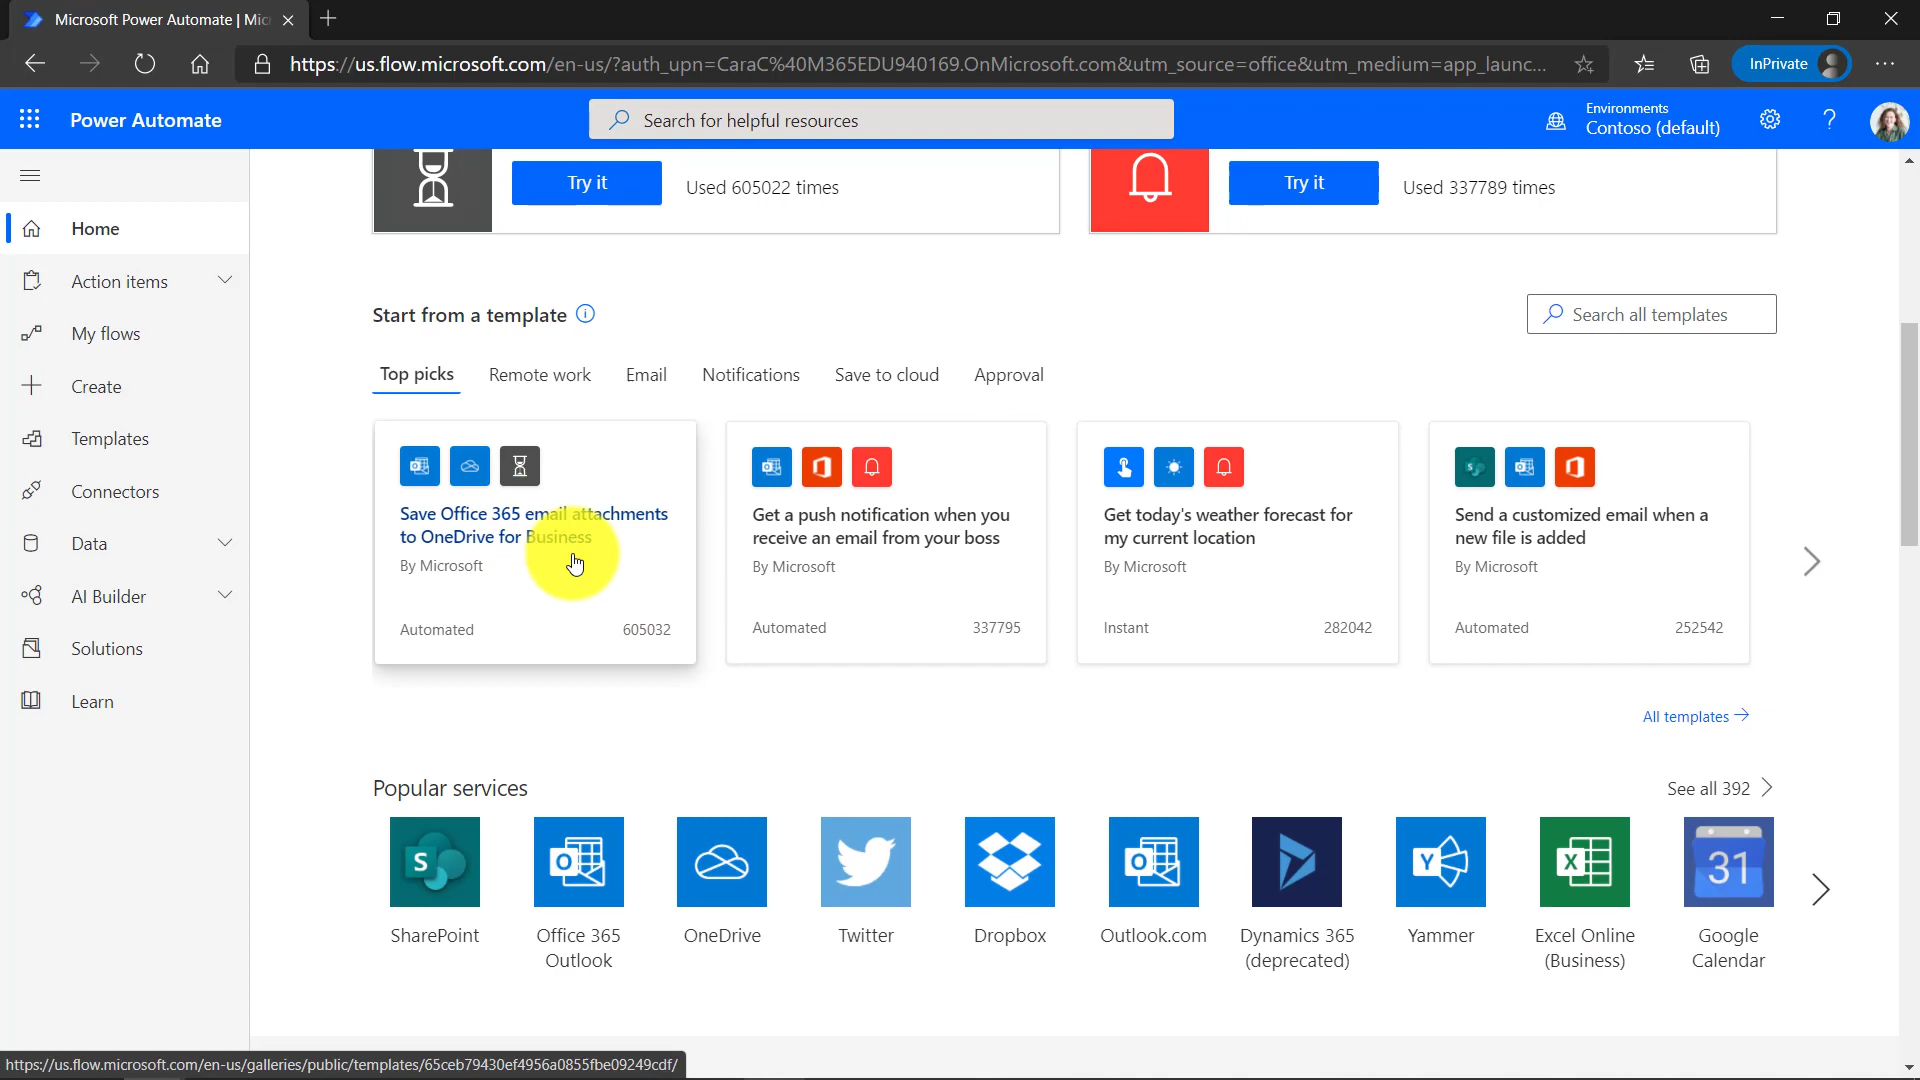 Microsoft Power Automate | Mic
https://us.flow.microsoft.com/en-us/?auth_upn=CaraC%40M365EDU940169.OnMicrosoft.com&utm_source=office&utm_medium=app_launc...
InPrivate
Power Automate
Search for helpful resources
Environments
Contoso (default)
Home
Action items
My flows
Create
Templates
Connectors
Data
AI Builder
Solutions
Learn
Try it
Used 605022 times
Try it
Used 337789 times
Start from a template
Search all templates
Top picks
Remote work
Email
Notifications
Save to cloud
Approval
Save Office 365 email attachments
to OneDrive for Business
By Microsoft
Automated
605032
Get a push notification when you
receive an email from your boss
By Microsoft
Automated
337795
Get today's weather forecast for
my current location
By Microsoft
Instant
282042
Send a customized email when a
new file is added
By Microsoft
Automated
252542
All templates
Popular services
See all 392
S
O
Y
X
31
SharePoint
Office 365
Outlook
OneDrive
Twitter
Dropbox
Outlook.com
Dynamics 365
(deprecated)
Yammer
Excel Online
(Business)
Google
Calendar
https://us.flow.microsoft.com/en-us/galleries/public/templates/65ceb79430ef4956a0855fbe09249cdf/